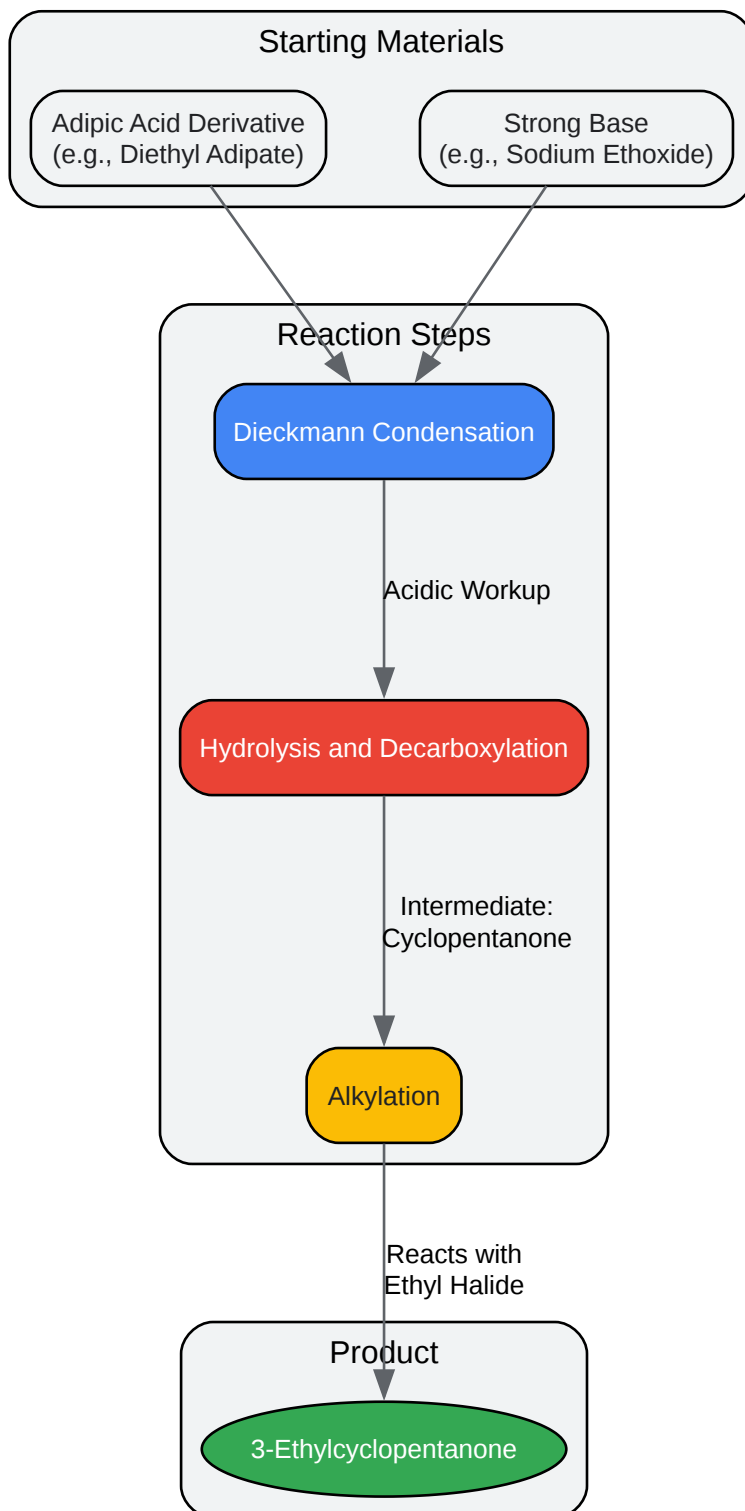 Starting Materials
Adipic Acid Derivative
(e.g., Diethyl Adipate)
Strong Base
(e.g., Sodium Ethoxide)
Reaction Steps
Dieckmann Condensation
Acidic Workup
Hydrolysis and Decarboxylation
Intermediate:
Cyclopentanone
Alkylation
Reacts with
Ethyl Halide
Product
3-Ethylcyclopentanone